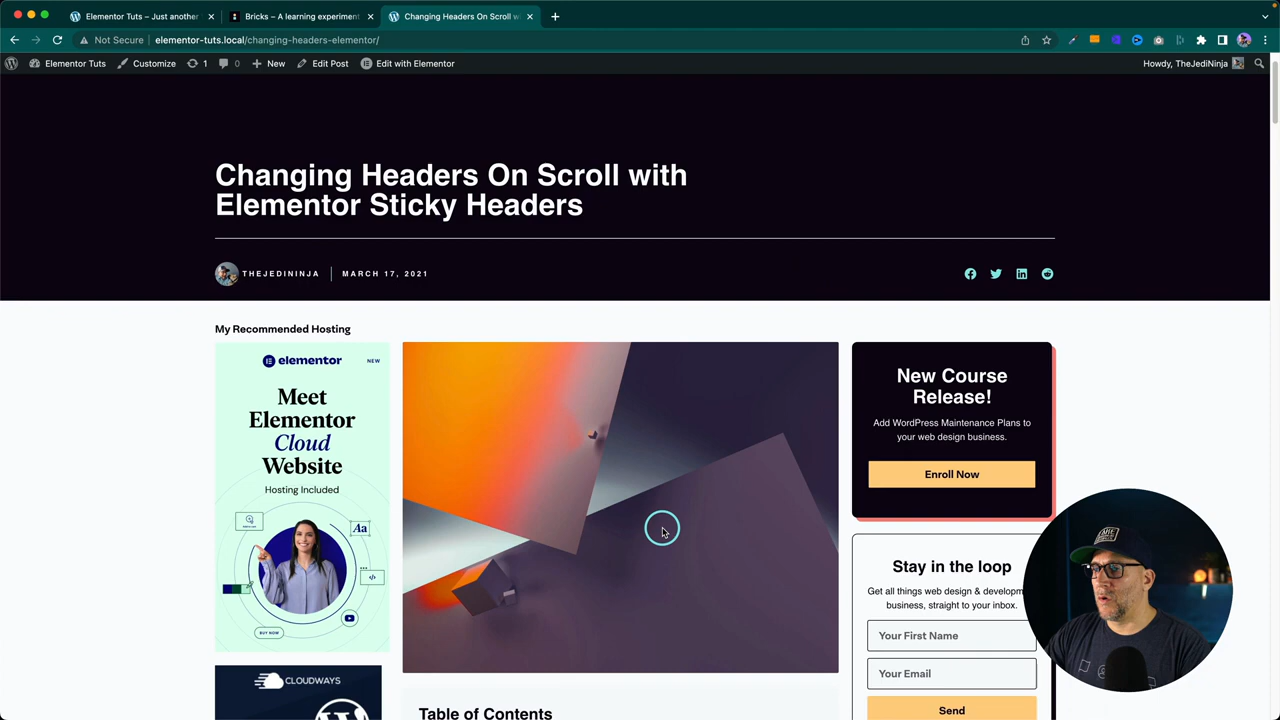 Elementor Tuts – Just another
Bricks – A learning experiment
Changing Headers On Scroll wi
Not Secure
elementor-tuts.local/changing-headers-elementor/
Elementor Tuts
Customize
1
0
New
Edit Post
Edit with Elementor
Howdy, TheJediNinja
Changing Headers On Scroll with
Elementor Sticky Headers
THEJEDININJA
MARCH 17, 2021
My Recommended Hosting
elementor
NEW
Meet
Elementor
Cloud
Website
Hosting Included
Aa
</>
BUY NOW
CLOUDWAYS
Table of Contents
New Course
Release!
Add WordPress Maintenance Plans to
your web design business.
Enroll Now
Stay in the loop
Get all things web design & developm
business, straight to your inbox.
Your First Name
Your Email
Send